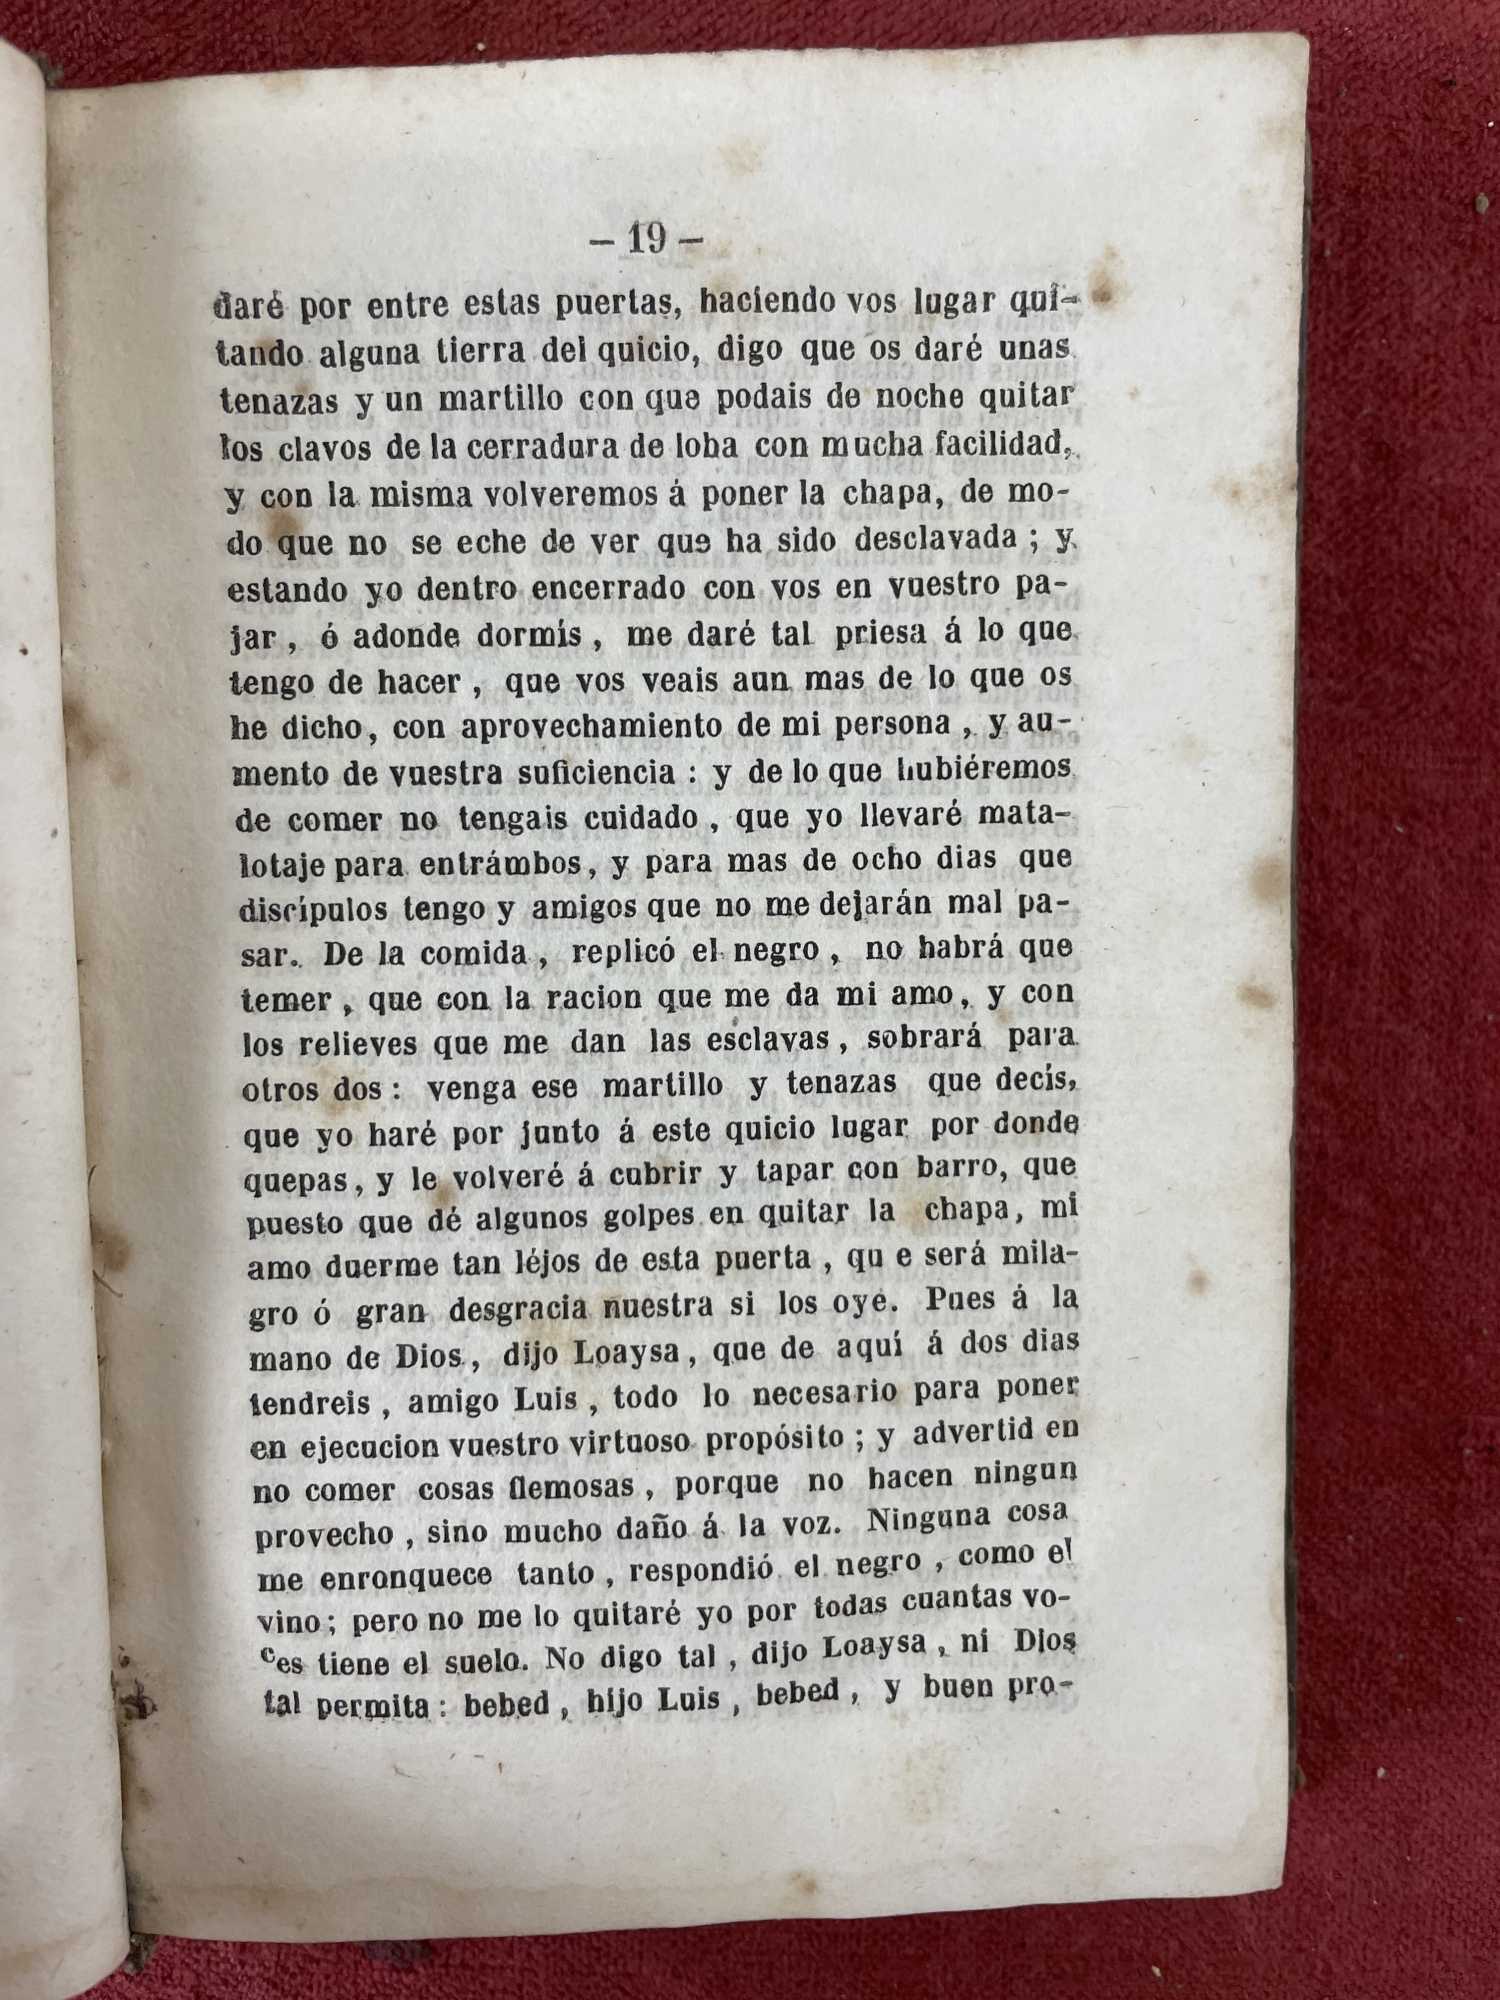 — 19 —
daré por entre estas puertas, haciendo vos lugar qui-
tando alguna tierra del quicio, digo que os daré unas
tenazas y un martillo con que podais de noche quitar
los clavos de la cerradura de loba con mucha facilidad,
y con la misma volveremos á poner la chapa, de mo-
do que no se eche de ver que ha sido desclavada ; y
estando yo dentro encerrado con vos en vuestro pa-
jar , ó adonde dormís , me daré tal priesa á lo que
tengo de hacer , que vos veais aun mas de lo que os
he dicho, con aprovechamiento de mi persona , y au-
mento de vuestra suficiencia : y de lo que hubiéremos
de comer no tengais cuidado , que yo llevaré mata-
lotaje para entrámbos, y para mas de ocho dias que
discípulos tengo y amigos que no me dejarán mal pa-
sar. De la comida , replicó el negro , no habrá que
temer , que con la racion que me da mi amo, y con
los relieves que me dan las esclavas , sobrará para
otros dos : venga ese martillo y tenazas que decís,
que yo haré por junto á este quicio lugar por donde
quepas, y le volveré á cubrir y tapar con barro, que
puesto que dé algunos golpes en quitar la chapa, mi
amo duerme tan léjos de esta puerta , qu e será mila-
gro ó gran desgracia nuestra si los oye. Pues á la
mano de Dios , dijo Loaysa , que de aquí á dos dias
tendreis , amigo Luis , todo lo necesario para poner
en ejecucion vuestro virtuoso propósito ; y advertid en
no comer cosas flemosas , porque no hacen ningun
provecho , sino mucho daño á la voz. Ninguna cosa
me enronquece tanto , respondió el negro , como el
vino ; pero no me lo quitaré yo por todas cuantas vo-
ces tiene el suelo. No digo tal , dijo Loaysa , ni Dios
tal permita : bebed , hijo Luis , bebed , y buen pro-